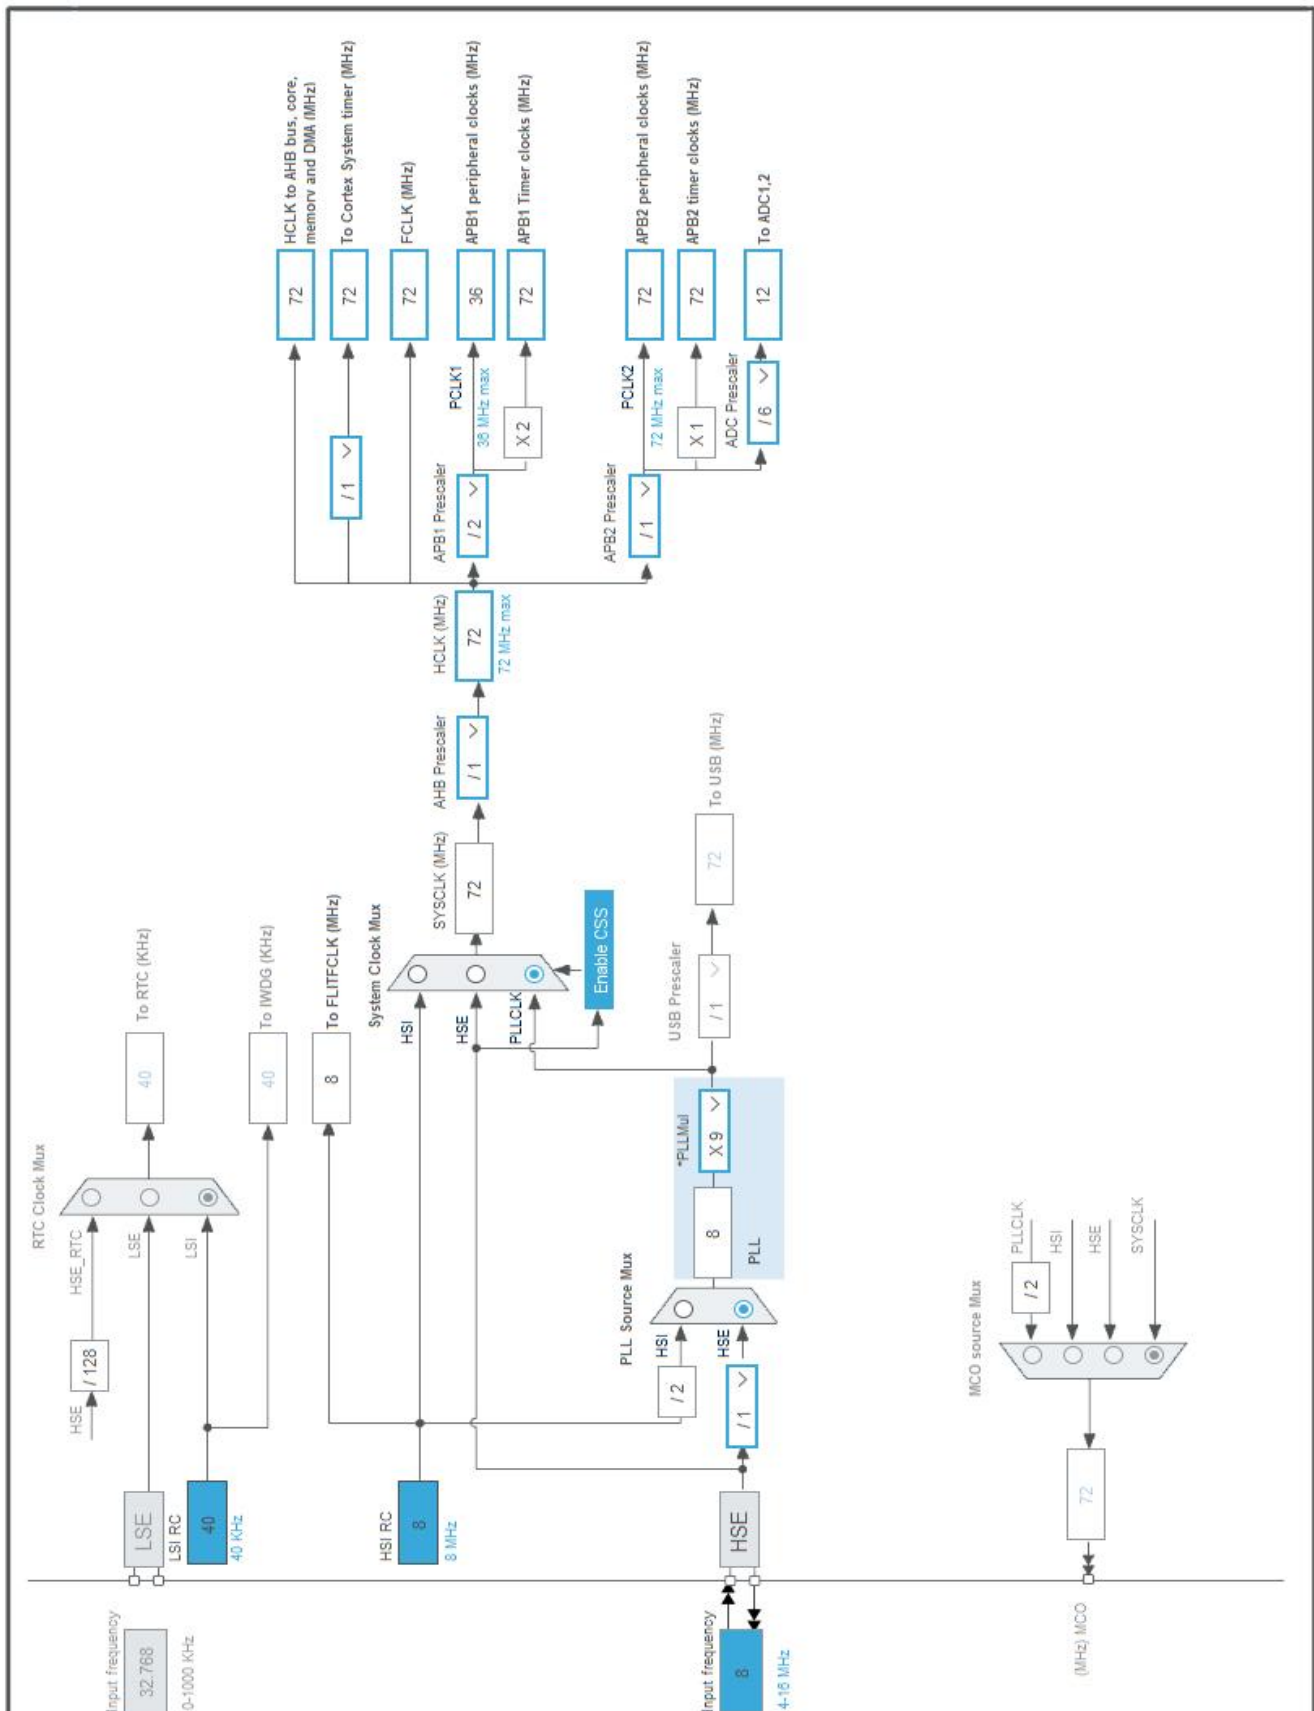 Input frequency
32.768
0-1000 KHz
LSE
LSI RC
40
40 KHz
HSE
/ 128
HSE_RTC
LSE
LSI
RTC Clock Mux
40
To RTC (KHz)
40
To IWDG (KHz)
8
To FLITFCLK (MHz)
HSI RC
8
8 MHz
System Clock Mux
HSI
HSE
PLLCLK
Enable CSS
SYSCLK (MHz)
72
AHB Prescaler
/ 1
HCLK (MHz)
72
72 MHz max
72
HCLK to AHB bus, core,
memory and DMA (MHz)
/ 1
72
To Cortex System timer (MHz)
72
FCLK (MHz)
APB1 Prescaler
/ 2
PCLK1
36 MHz max
36
APB1 peripheral clocks (MHz)
X 2
72
APB1 Timer clocks (MHz)
APB2 Prescaler
/ 1
PCLK2
72 MHz max
72
APB2 peripheral clocks (MHz)
X 1
72
APB2 timer clocks (MHz)
ADC Prescaler
/ 6
12
To ADC1,2
Input frequency
8
4-16 MHz
HSE
/ 2
/ 1
HSI
HSE
PLL Source Mux
8
PLL
*PLLMul
X 9
USB Prescaler
/ 1
72
To USB (MHz)
(MHz) MCO
72
MCO source Mux
/ 2
PLLCLK
HSI
HSE
SYSCLK